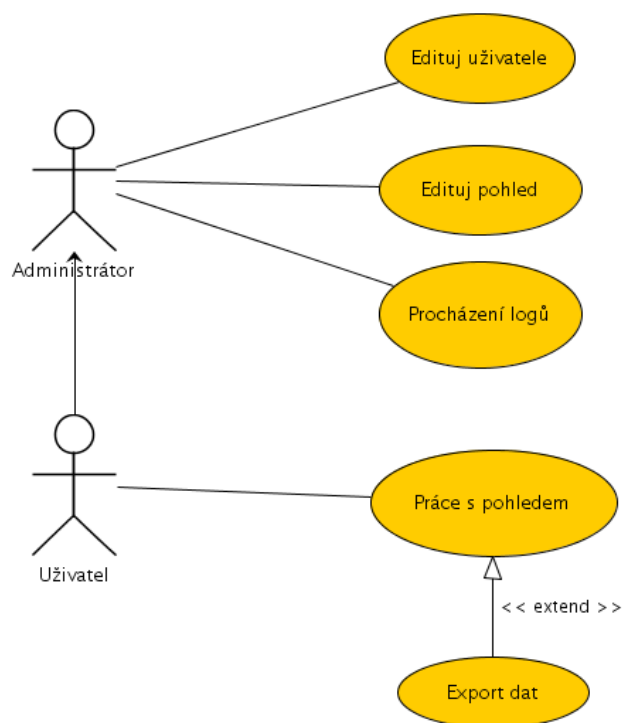 Edituj uživatele
Edituj pohled
Administrátor
Procházení logů
Práce s pohledem
Uživatel
<< extend >>
Export dat